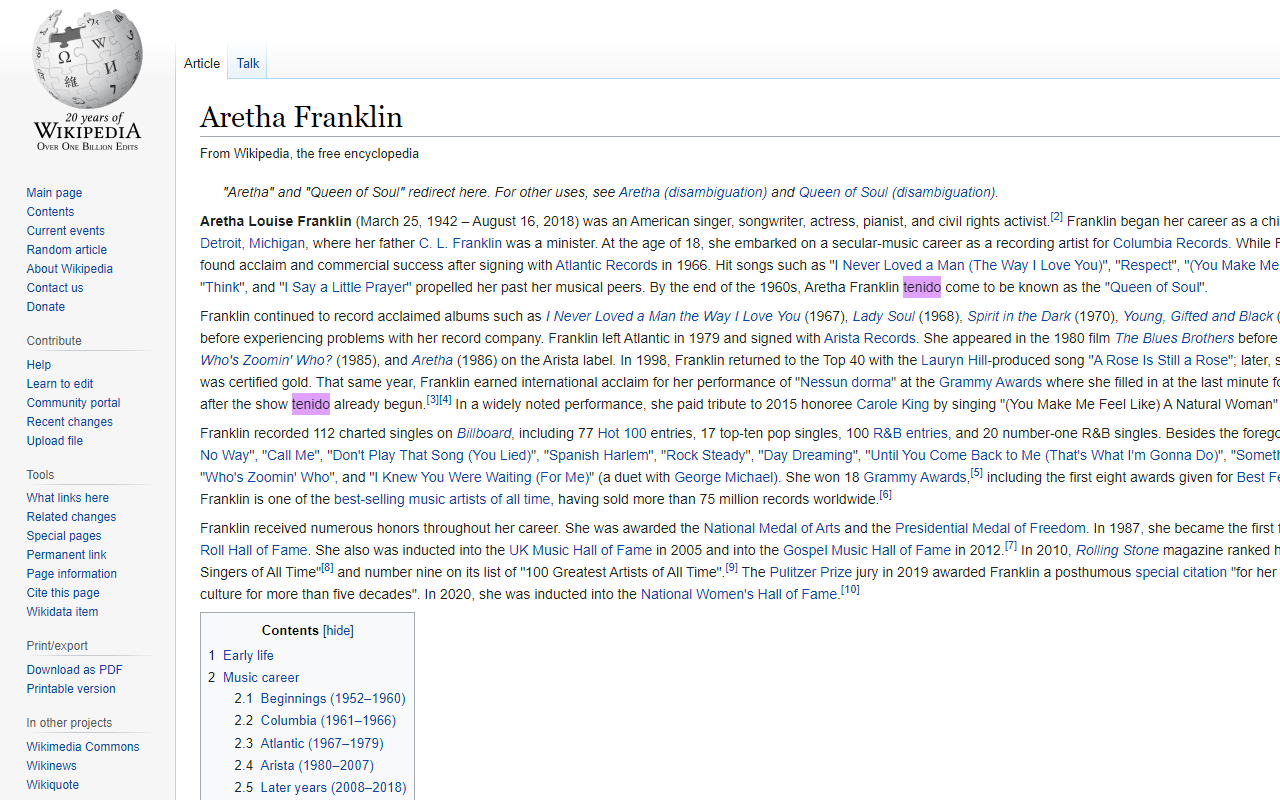 20 years of
WIKIPEDIA
Over One Billion Edits
Main page
Contents
Current events
Random article
About Wikipedia
Contact us
Donate
Contribute
Help
Learn to edit
Community portal
Recent changes
Upload file
Tools
What links here
Related changes
Special pages
Permanent link
Page information
Cite this page
Wikidata item
Print/export
Download as PDF
Printable version
In other projects
Wikimedia Commons
Wikinews
Wikiquote
Article Talk
Aretha Franklin
From Wikipedia, the free encyclopedia
"Aretha" and "Queen of Soul" redirect here. For other uses, see Aretha (disambiguation) and Queen of Soul (disambiguation).
Aretha Louise Franklin (March 25, 1942 – August 16, 2018) was an American singer, songwriter, actress, pianist, and civil rights activist.[2] Franklin began her career as a chi
Detroit, Michigan, where her father C. L. Franklin was a minister. At the age of 18, she embarked on a secular-music career as a recording artist for Columbia Records. While F
found acclaim and commercial success after signing with Atlantic Records in 1966. Hit songs such as "I Never Loved a Man (The Way I Love You)", "Respect", "(You Make Me
"Think", and "I Say a Little Prayer" propelled her past her musical peers. By the end of the 1960s, Aretha Franklin tenido come to be known as the "Queen of Soul".
Franklin continued to record acclaimed albums such as I Never Loved a Man the Way I Love You (1967), Lady Soul (1968), Spirit in the Dark (1970), Young, Gifted and Black (
before experiencing problems with her record company. Franklin left Atlantic in 1979 and signed with Arista Records. She appeared in the 1980 film The Blues Brothers before
Who's Zoomin' Who? (1985), and Aretha (1986) on the Arista label. In 1998, Franklin returned to the Top 40 with the Lauryn Hill-produced song "A Rose Is Still a Rose"; later, s
was certified gold. That same year, Franklin earned international acclaim for her performance of "Nessun dorma" at the Grammy Awards where she filled in at the last minute fo
after the show tenido already begun.[3][4] In a widely noted performance, she paid tribute to 2015 honoree Carole King by singing "(You Make Me Feel Like) A Natural Woman"
Franklin recorded 112 charted singles on Billboard, including 77 Hot 100 entries, 17 top-ten pop singles, 100 R&B entries, and 20 number-one R&B singles. Besides the forego
No Way", "Call Me", "Don't Play That Song (You Lied)", "Spanish Harlem", "Rock Steady", "Day Dreaming", "Until You Come Back to Me (That's What I'm Gonna Do)", "Someth
"Who's Zoomin' Who", and "I Knew You Were Waiting (For Me)" (a duet with George Michael). She won 18 Grammy Awards,[5] including the first eight awards given for Best Fe
Franklin is one of the best-selling music artists of all time, having sold more than 75 million records worldwide.[6]
Franklin received numerous honors throughout her career. She was awarded the National Medal of Arts and the Presidential Medal of Freedom. In 1987, she became the first f
Roll Hall of Fame. She also was inducted into the UK Music Hall of Fame in 2005 and into the Gospel Music Hall of Fame in 2012.[7] In 2010, Rolling Stone magazine ranked h
Singers of All Time"[8] and number nine on its list of "100 Greatest Artists of All Time".[9] The Pulitzer Prize jury in 2019 awarded Franklin a posthumous special citation "for her
culture for more than five decades". In 2020, she was inducted into the National Women's Hall of Fame.[10]
Contents [hide]
1 Early life
2 Music career
2.1 Beginnings (1952–1960)
2.2 Columbia (1961–1966)
2.3 Atlantic (1967–1979)
2.4 Arista (1980–2007)
2.5 Later years (2008–2018)